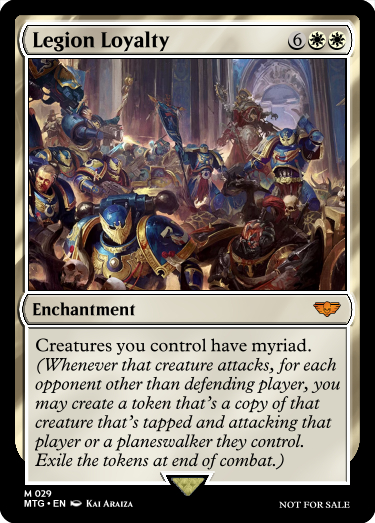 Legion Loyalty 6
Enchantment
Creatures you control have myriad.
(Whenever that creature attacks, for each
opponent other than defending player, you
may create a token that's a copy of that
creature that's tapped and attacking that
player or a planeswalker they control.
Exile the tokens at end of combat.)
M 029
MTG • EN Kai Araiza
NOT FOR SALE